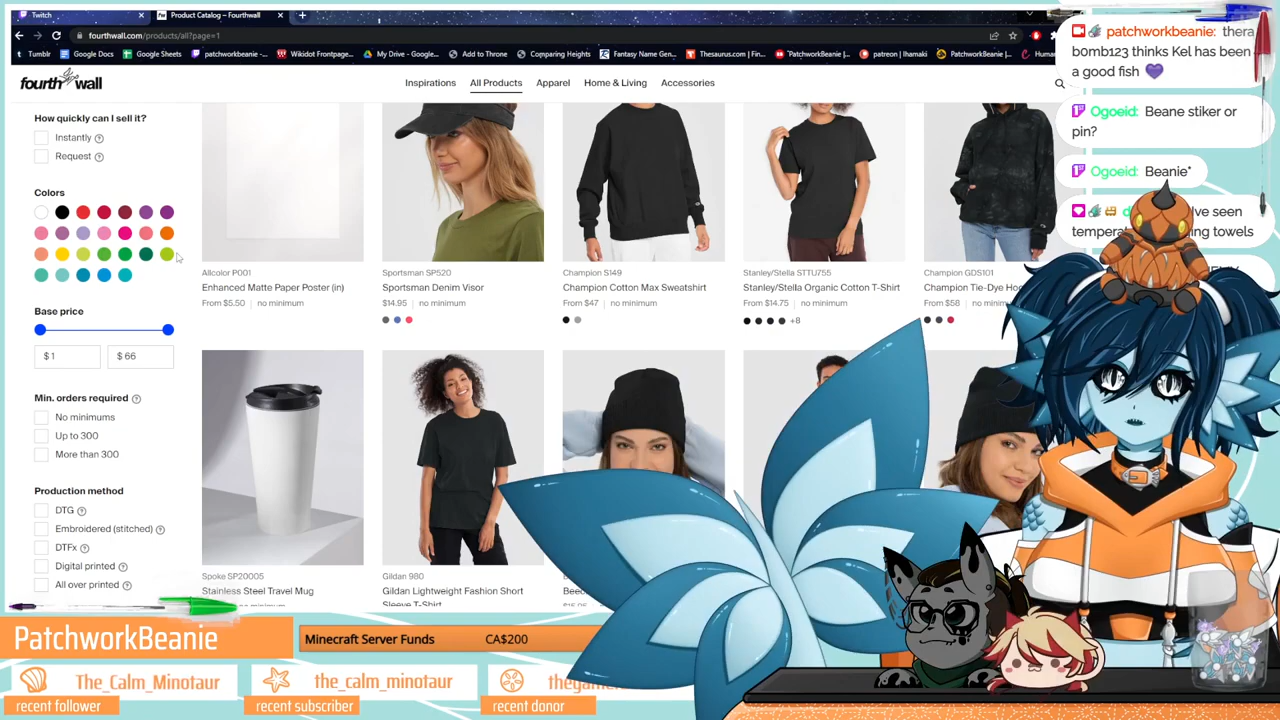 Twitch
Product Catalog – Fourthwall
fourthwall.com/products/all?page=1
Tumblr
Google Docs
Google Sheets
patchworkbeanie -...
Wikidot Frontpage...
My Drive - Google...
Add to Throne
Comparing Heights
Fantasy Name Gen...
Thesaurus.com | Fi...
PatchworkBeanie |...
patreon | hanitama
PatchworkBeanie (...
fourthwall
Inspirations
All Products
Apparel
Home & Living
Accessories
How quickly can I sell it?
Instantly
Request
Colors
Base price
$ 1
$ 66
Min. orders required
No minimums
Up to 300
More than 300
Production method
DTG
Embroidered (stitched)
DTFx
Digital printed
All over printed
Allcolor P001
Enhanced Matte Paper Poster (in)
From $5.50 | no minimum
Sportsman SP520
Sportsman Denim Visor
$14.95 | no minimum
Champion S149
Champion Cotton Max Sweatshirt
From $47 | no minimum
Stanley/Stella STTU755
Stanley/Stella Organic Cotton T-Shirt
From $14.75 | no minimum
+8
Champion GDS101
Champion Tie-Dye Hoo
From $58 | no minimum
Spoke SP20005
Stainless Steel Travel Mug
Gildan 980
Gildan Lightweight Fashion Short
Sleeve T-Shirt
patchworkbeanie: thera
b0mb123 thinks Kel has been
a good fish
Ogoeid: Beane stiker or
pin?
Ogoeid: Beanie*
Ive seen
towels
PatchworkBeanie
Minecraft Server Funds
CA$200
The_Calm_Minotaur
recent follower
the_calm_minotaur
recent subscriber
recent donor